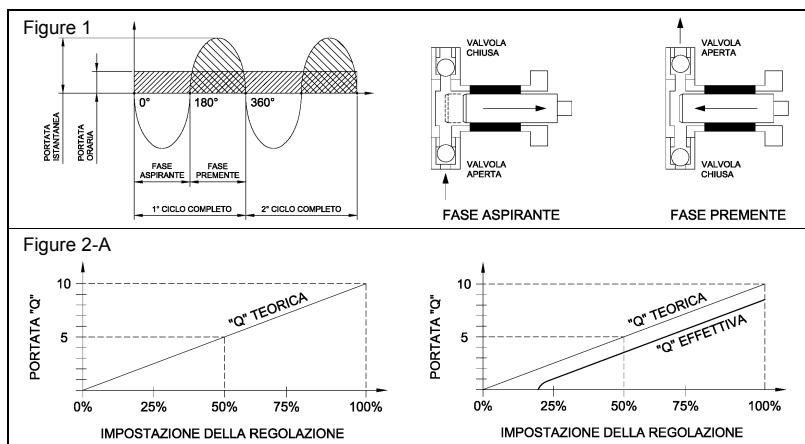 Figure 1
PORTATA
ISTANTANEA
PORTATA
ORARIA
0°
180°
360°
FASE
ASPIRANTE
FASE
PREMENTE
1° CICLO COMPLETO
2° CICLO COMPLETO
VALVOLA
CHIUSA
VALVOLA
APERTA
FASE ASPIRANTE
VALVOLA
APERTA
VALVOLA
CHIUSA
FASE PREMENTE
Figure 2-A
PORTATA "Q"
10
5
"Q" TEORICA
0%
25%
50%
75%
100%
IMPOSTAZIONE DELLA REGOLAZIONE
PORTATA "Q"
10
5
"Q" TEORICA
"Q" EFFETTIVA
0%
25%
50%
75%
100%
IMPOSTAZIONE DELLA REGOLAZIONE